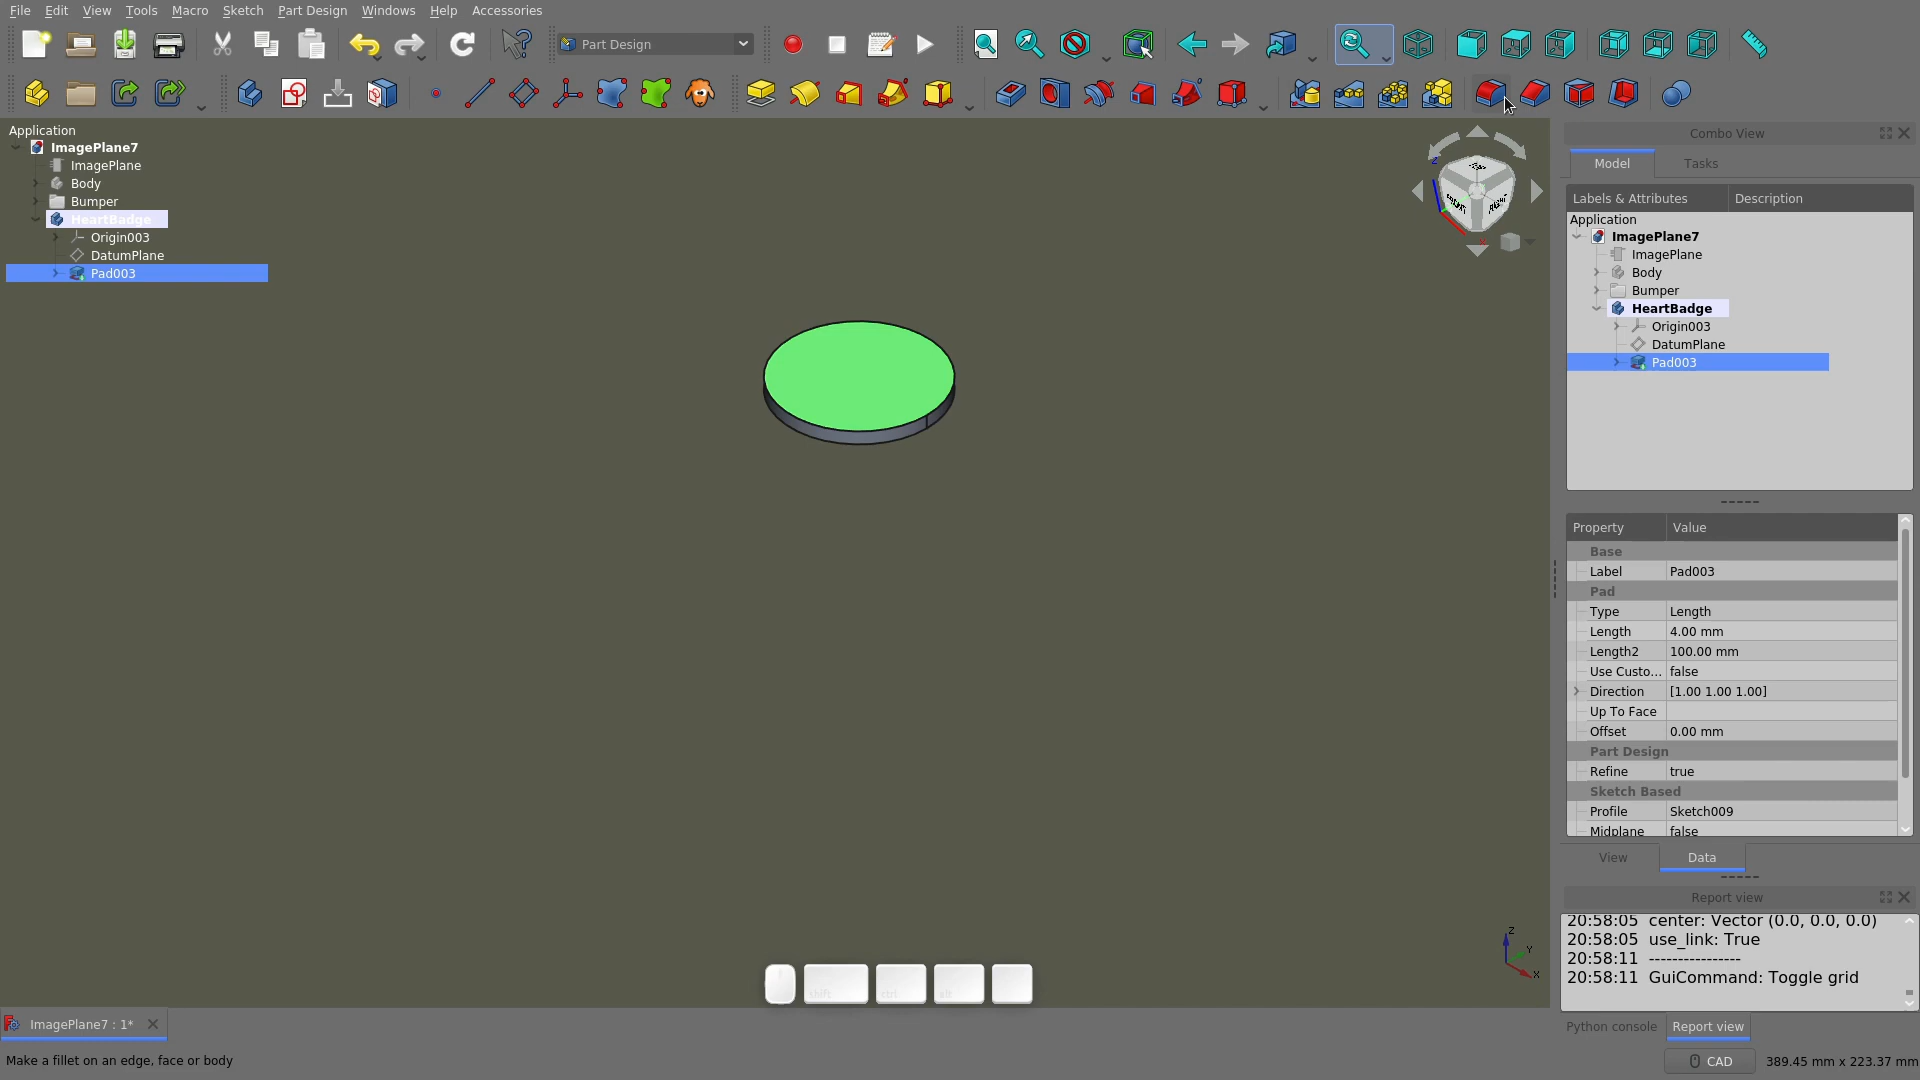 File Edit View Tools Macro Sketch Part Design Windows Help Accessories
Part Design
Application
ImagePlane7
ImagePlane
Body
Bumper
HeartBadge
Origin003
DatumPlane
Pad003
Z
Y
X
shift ctrl alt
Combo View
Model Tasks
Labels & Attributes Description
Application
ImagePlane7
ImagePlane
Body
Bumper
HeartBadge
Origin003
DatumPlane
Pad003
Property Value
Base
Label Pad003
Pad
Type Length
Length 4.00 mm
Length2 100.00 mm
Use Custo... false
Direction [1.00 1.00 1.00]
Up To Face
Offset 0.00 mm
Part Design
Refine true
Sketch Based
Profile Sketch009
Midplane false
View Data
Report view
20:58:05 center: Vector (0.0, 0.0, 0.0)
20:58:05 use_link: True
20:58:11 ----------------
20:58:11 GuiCommand: Toggle grid
Python console Report view
ImagePlane7 : 1*
Make a fillet on an edge, face or body
CAD 389.45 mm x 223.37 mm